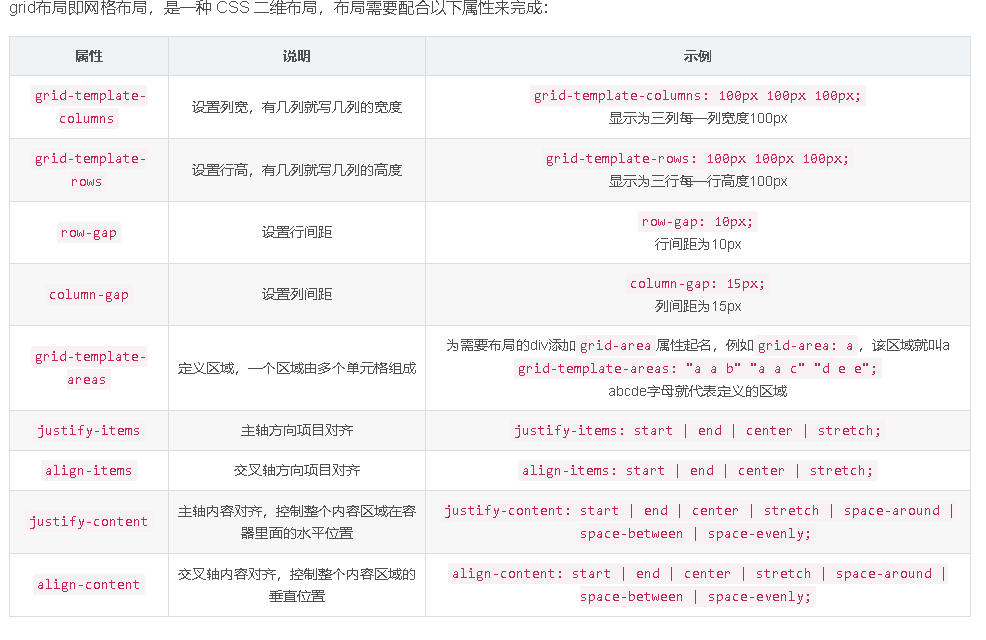 grid布局即网格布局，是一种 CSS 二维布局，布局需要配合以下属性来完成：
属性 说明 示例
grid-template-
columns
设置列宽，有几列就写几列的宽度
grid-template-columns: 100px 100px 100px;
显示为三列每一列宽度100px
grid-template-
rows
设置行高，有几列就写几列的高度
grid-template-rows: 100px 100px 100px;
显示为三行每一行高度100px
row-gap
设置行间距
row-gap: 10px;
行间距为10px
column-gap
设置列间距
column-gap: 15px;
列间距为15px
grid-template-
areas
定义区域，一个区域由多个单元格组成
为需要布局的div添加 grid-area 属性起名，例如 grid-area: a ，该区域就叫a
grid-template-areas: "a a b" "a a c" "d e e";
abcde字母就代表定义的区域
justify-items
主轴方向项目对齐
justify-items: start | end | center | stretch;
align-items
交叉轴方向项目对齐
align-items: start | end | center | stretch;
justify-content
主轴内容对齐，控制整个内容区域在容
器里面的水平位置
justify-content: start | end | center | stretch | space-around |
space-between | space-evenly;
align-content
交叉轴内容对齐，控制整个内容区域的
垂直位置
align-content: start | end | center | stretch | space-around |
space-between | space-evenly;